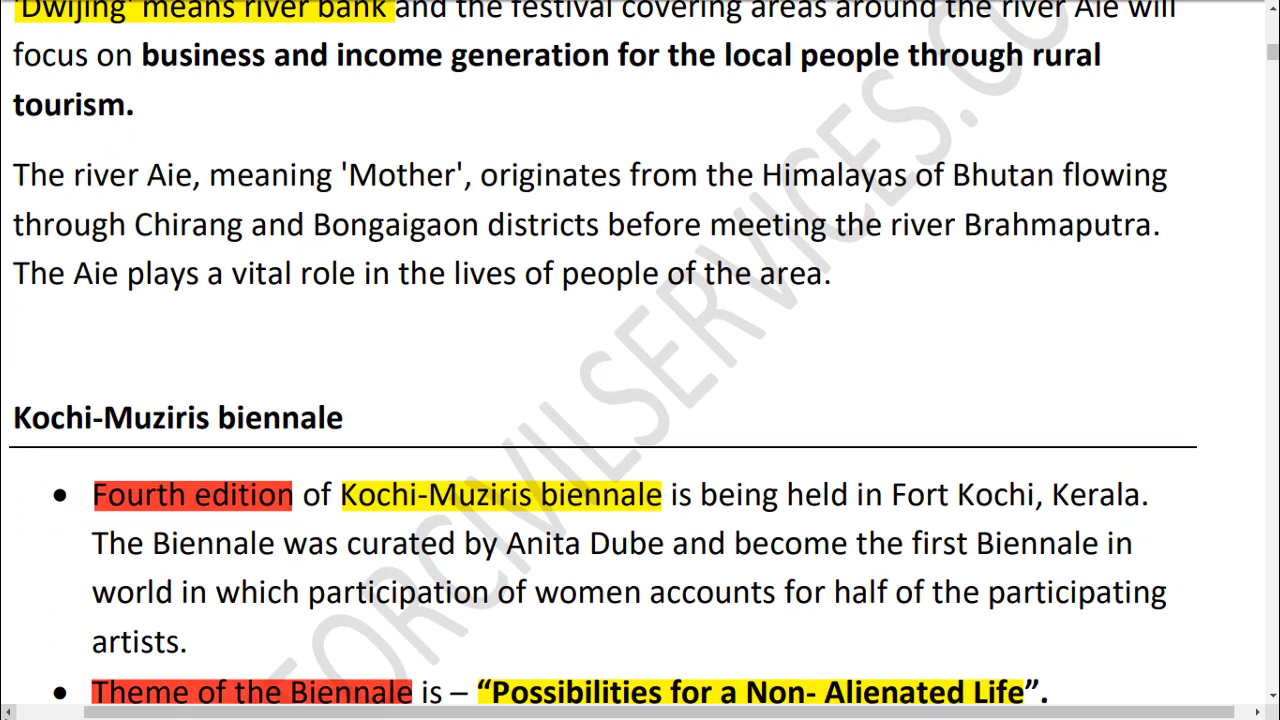 'Dwijing' means river bank and the festival covering areas around the river Aie will
focus on business and income generation for the local people through rural
tourism.
The river Aie, meaning 'Mother', originates from the Himalayas of Bhutan flowing
through Chirang and Bongaigaon districts before meeting the river Brahmaputra.
The Aie plays a vital role in the lives of people of the area.
Kochi-Muziris biennale
• Fourth edition of Kochi-Muziris biennale is being held in Fort Kochi, Kerala.
The Biennale was curated by Anita Dube and become the first Biennale in
world in which participation of women accounts for half of the participating
artists.
• Theme of the Biennale is – “Possibilities for a Non- Alienated Life”.
FORCIVILSERVICES.CO